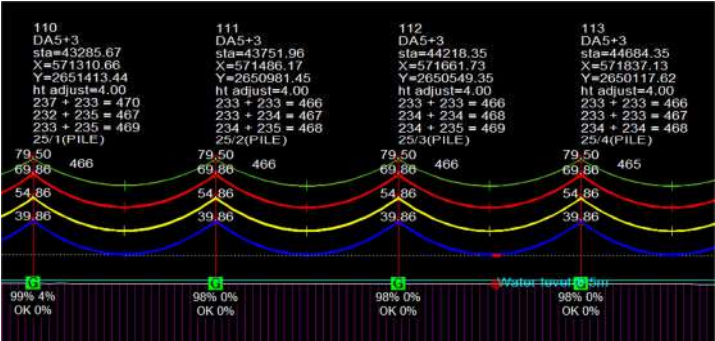 110
DA5+3
sta=43285.67
X=571310.66
Y=2651413.44
ht adjust=4.00
237 + 233 = 470
232 + 235 = 467
233 + 235 = 469
25/1(PILE)
111
DA5+3
sta=43751.96
X=571486.17
Y=2650981.45
ht adjust=4.00
233 + 233 = 466
233 + 234 = 467
234 + 235 = 468
25/2(PILE)
112
DA5+3
sta=44218.35
X=571661.73
Y=2650549.35
ht adjust=4.00
233 + 233 = 466
233 + 234 = 467
234 + 235 = 469
25/3(PILE)
113
DA5+3
sta=44684.35
X=571837.13
Y=2650117.62
ht adjust=4.00
233 + 233 = 466
233 + 234 = 467
234 + 234 = 468
25/4(PILE)
79.50 79.50 79.50 79.50
466 466 466 465
69.86 69.86 69.86 69.86
54.86 54.86 54.86 54.86
39.86 39.86 39.86 39.86
G G G Water level G
99% 4% 98% 0% 98% 0% 98% 0%
OK 0% OK 0% OK 0% OK 0%